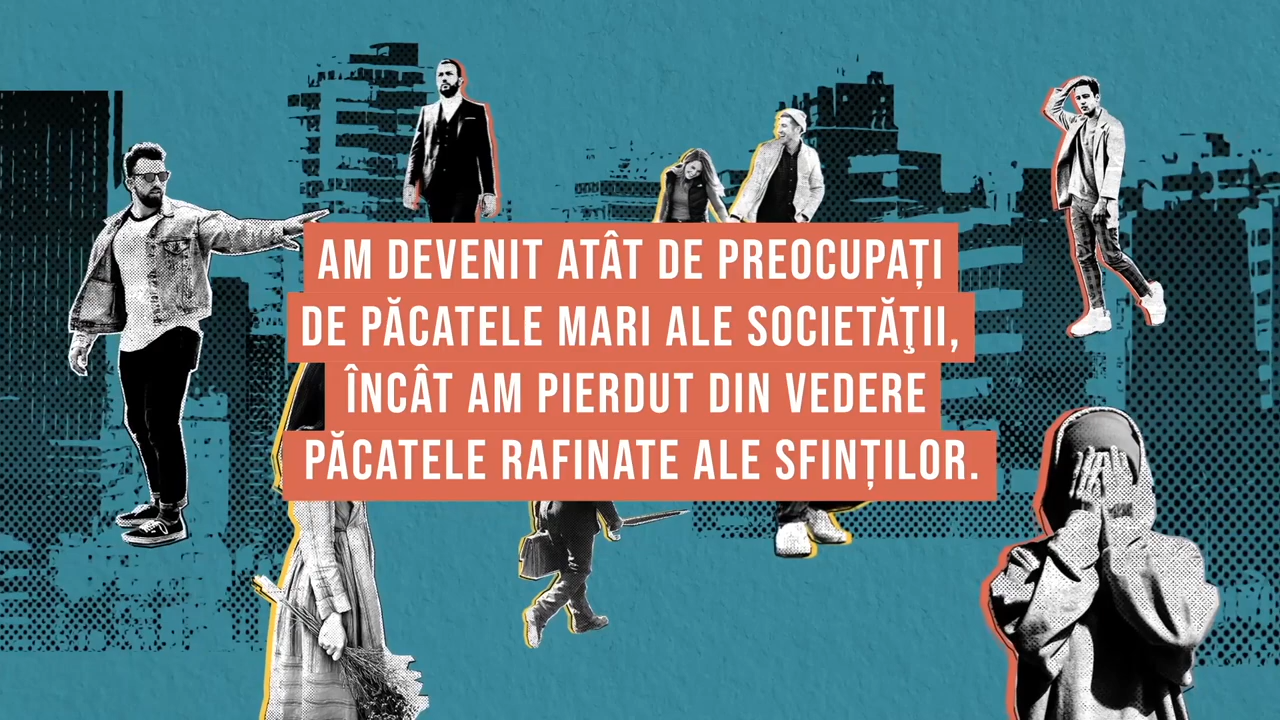 AM DEVENIT ATÂT DE PREOCUPAȚI
DE PĂCATELE MARI ALE SOCIETĂŢII,
ÎNCÂT AM PIERDUT DIN VEDERE
PĂCATELE RAFINATE ALE SFINȚILOR.